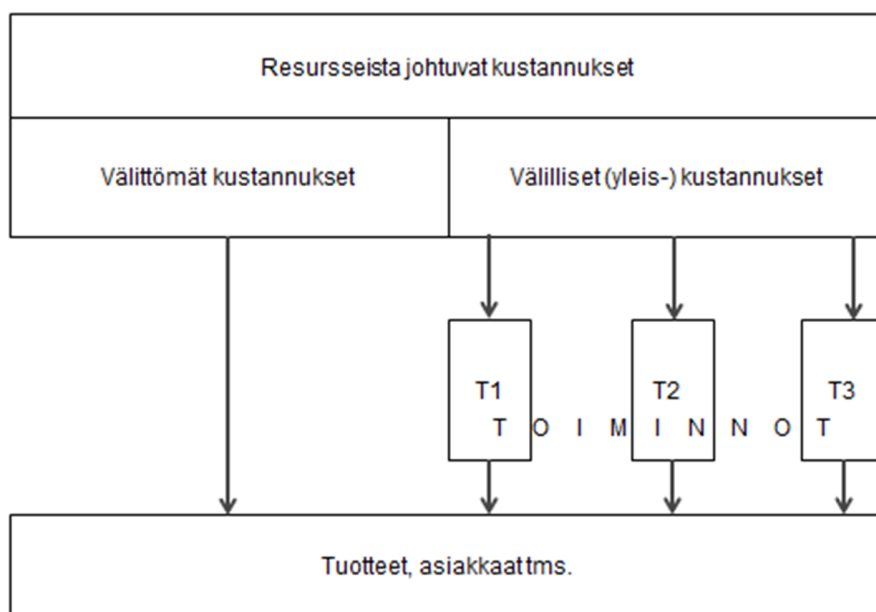 Resursseista johtuvat kustannukset
Välittömät kustannukset
Välilliset (yleis-) kustannukset
T1
T2
T3
T O I M I N N O T
Tuotteet, asiakkaat tms.